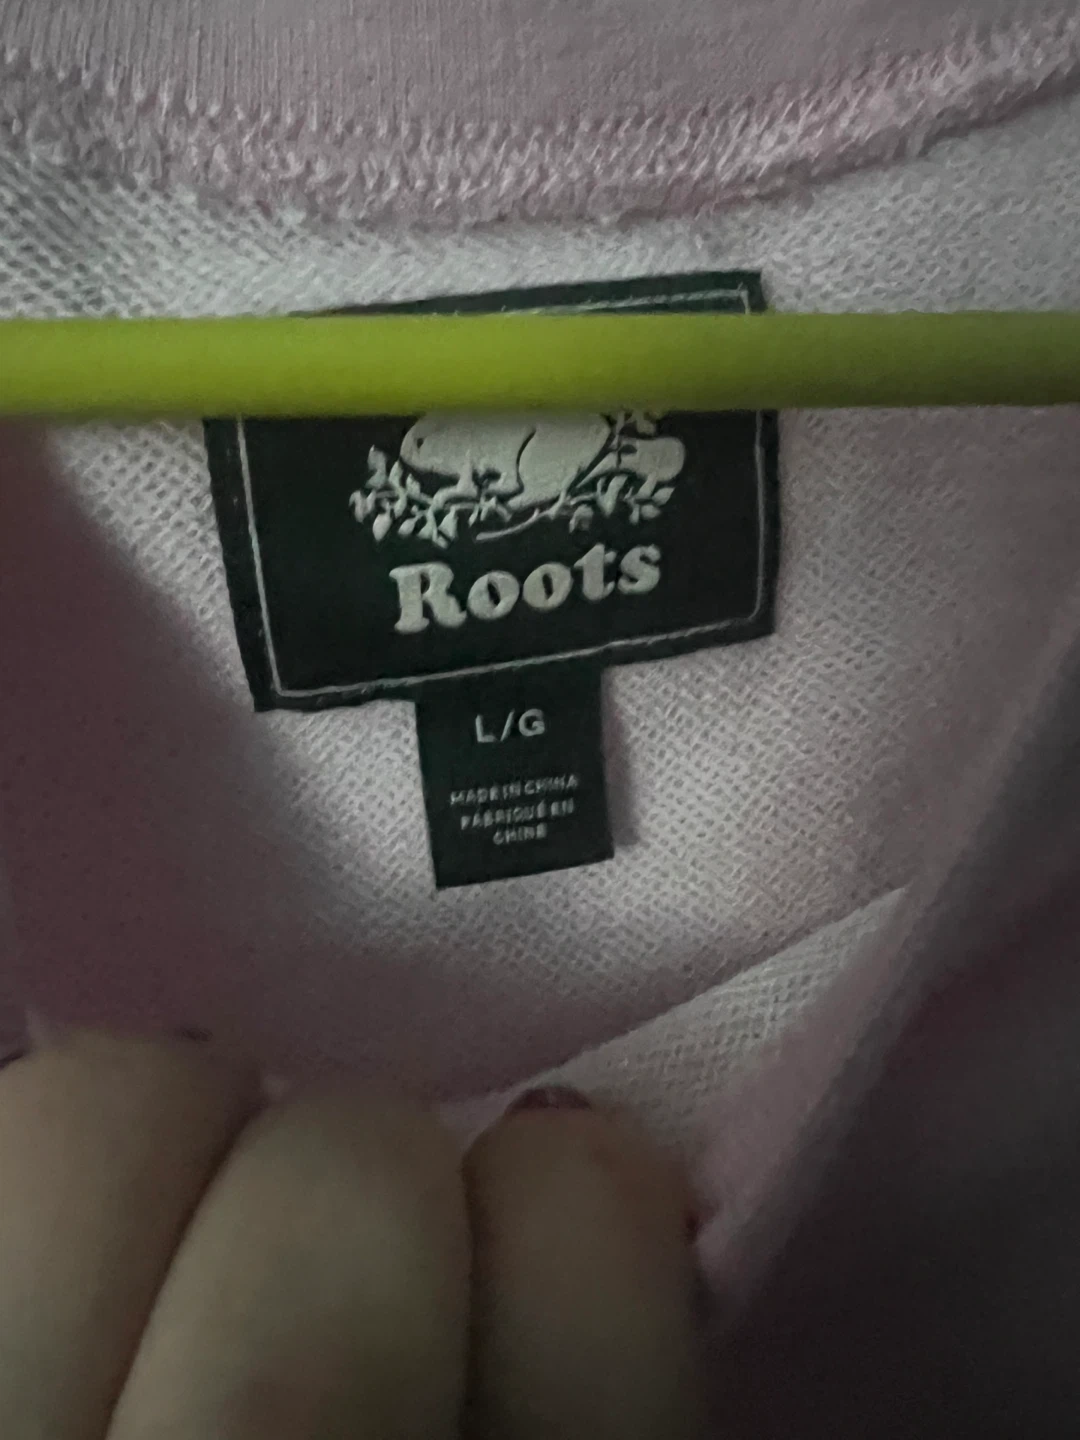 Roots
L/G
MADE IN CHINA
FABRIQUÉ EN
CHINE